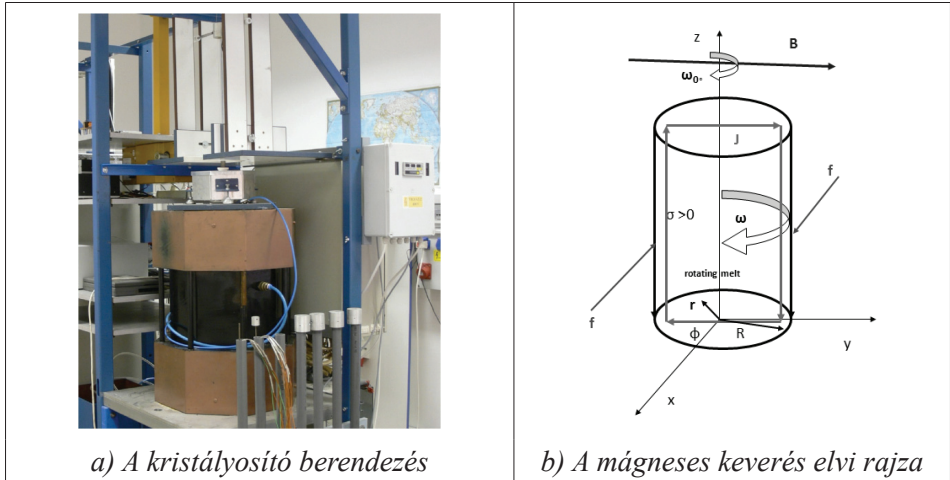 z
B
ω₀.
J
f
σ >0
ω
rotating melt
r
f
ϕ
R
y
x
a) A kristályosító berendezés
b) A mágneses keverés elvi rajza